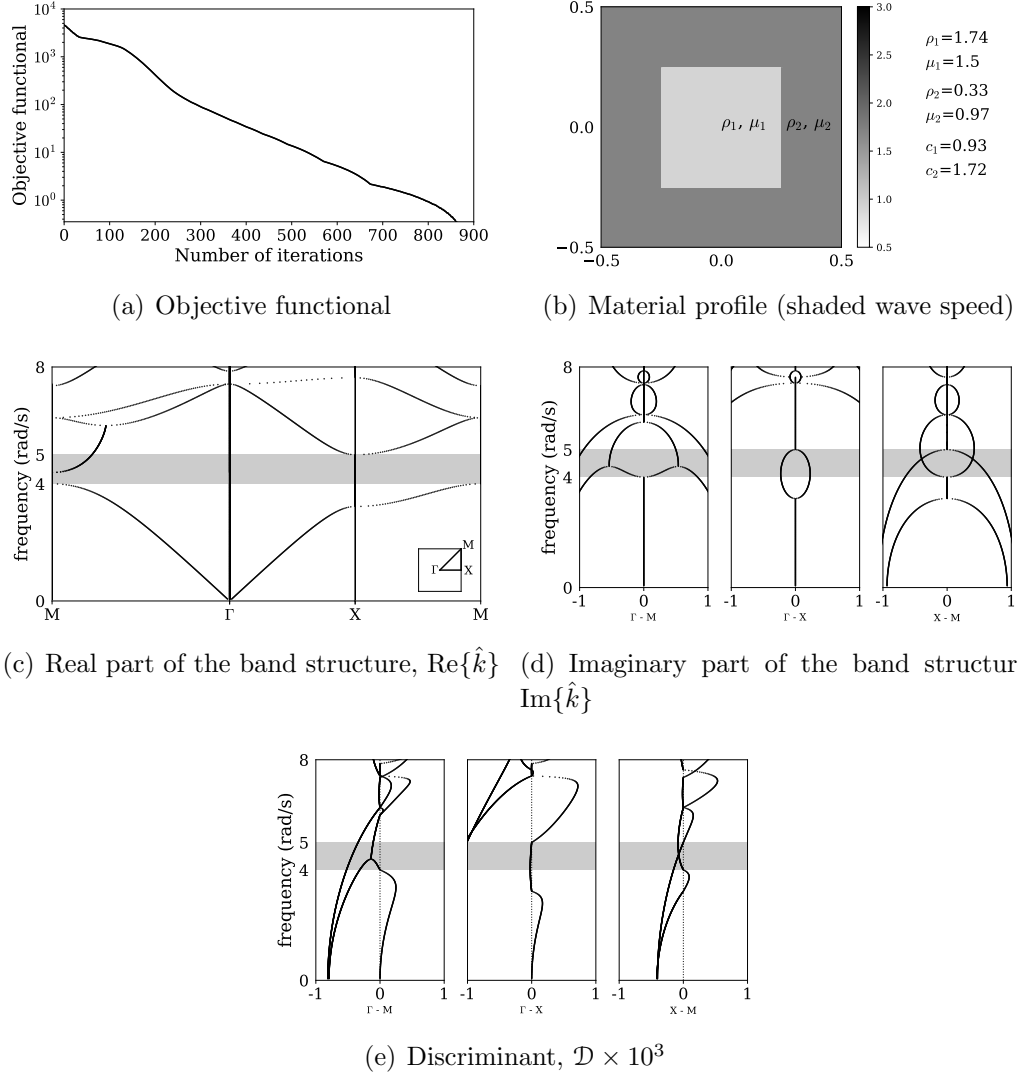 10^4
10^3
10^2
10^1
10^0
Objective functional
0 100 200 300 400 500 600 700 800 900
Number of iterations
(a) Objective functional
0.5
0.0
−0.5
−0.5 0.0 0.5
ρ1, μ1 ρ2, μ2
3.0
2.5
2.0
1.5
1.0
0.5
ρ1=1.74
μ1=1.5
ρ2=0.33
μ2=0.97
c1=0.93
c2=1.72
(b) Material profile (shaded wave speed)
8
5
4
0
frequency (rad/s)
M Γ X M
M
Γ X
(c) Real part of the band structure, Re{k̂}
8
5
4
0
frequency (rad/s)
-1 0 1
Γ - M
-1 0 1
Γ - X
-1 0 1
X - M
(d) Imaginary part of the band structur
Im{k̂}
8
5
4
0
frequency (rad/s)
-1 0 1
Γ - M
-1 0 1
Γ - X
-1 0 1
X - M
(e) Discriminant, 𝒟 × 10^3